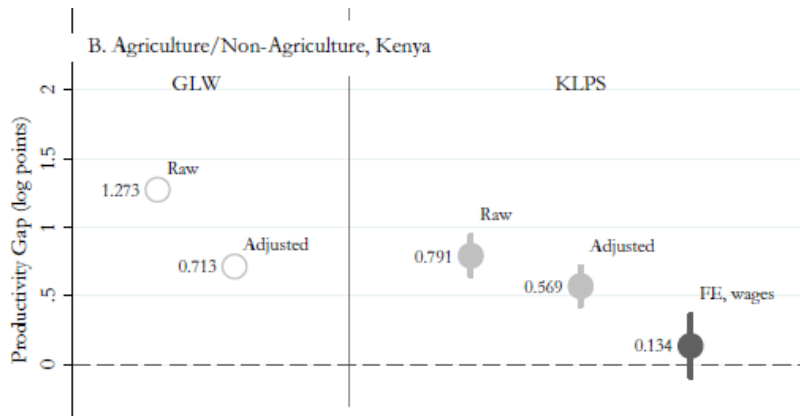 B. Agriculture/Non-Agriculture, Kenya
GLW
KLPS
Productivity Gap (log points)
2
1.5
1
.5
0
Raw
1.273
Adjusted
0.713
Raw
0.791
Adjusted
0.569
FE, wages
0.134